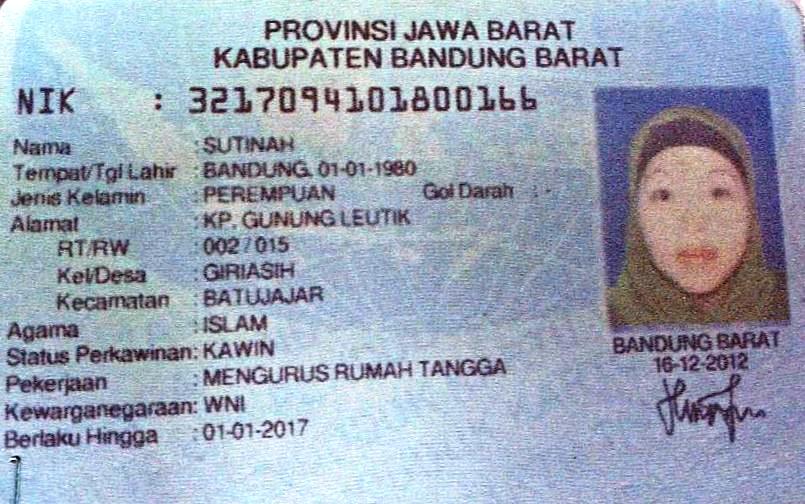 PROVINSI JAWA BARAT
KABUPATEN BANDUNG BARAT
NIK : 3217094101800166
Nama : SUTINAH
Tempat/Tgl Lahir : BANDUNG, 01-01-1980
Jenis Kelamin : PEREMPUAN Gol Darah : -
Alamat : KP. GUNUNG LEUTIK
RT/RW : 002 / 015
Kel/Desa : GIRIASIH
Kecamatan : BATUJAJAR
Agama : ISLAM
Status Perkawinan: KAWIN
Pekerjaan : MENGURUS RUMAH TANGGA
Kewarganegaraan: WNI
Berlaku Hingga : 01-01-2017
BANDUNG BARAT
16-12-2012